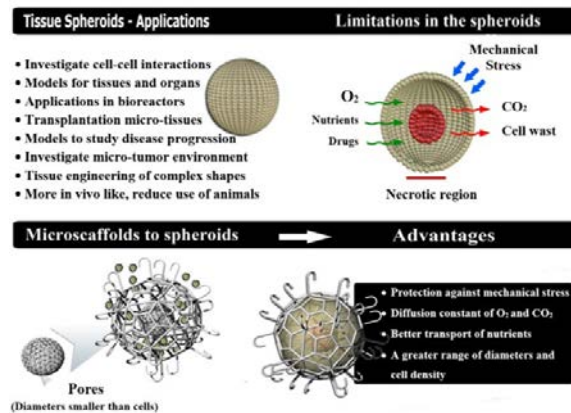 Tissue Spheroids - Applications
Limitations in the spheroids
• Investigate cell-cell interactions
• Models for tissues and organs
• Applications in bioreactors
• Transplantation micro-tissues
• Models to study disease progression
• Investigate micro-tumor environment
• Tissue engineering of complex shapes
• More in vivo like, reduce use of animals
Mechanical
Stress
O₂
Nutrients
Drugs
CO₂
Cell wast
Necrotic region
Microscaffolds to spheroids
Advantages
Pores
(Diameters smaller than cells)
• Protection against mechanical stress
• Diffusion constant of O₂ and CO₂
• Better transport of nutrients
• A greater range of diameters and
cell density